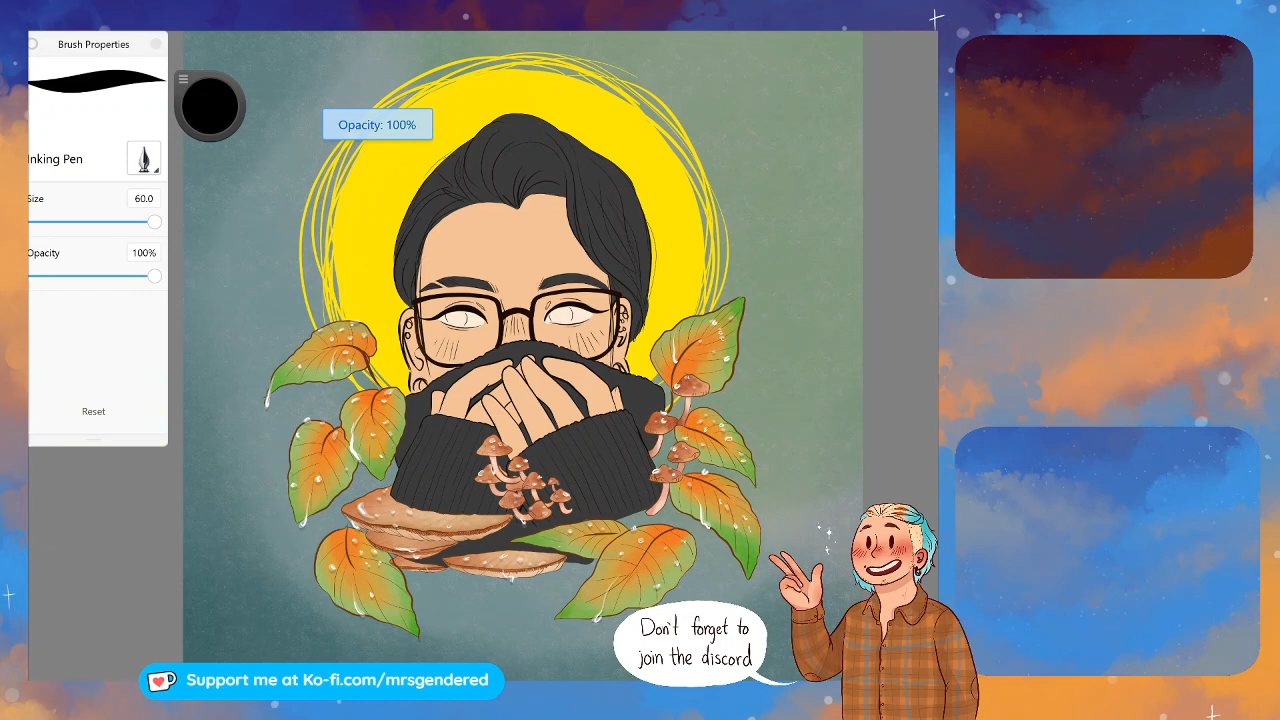 Brush Properties
Opacity: 100%
Inking Pen
Size 60.0
Opacity 100%
Reset
Don't forget to
join the discord
Support me at Ko-fi.com/mrsgendered